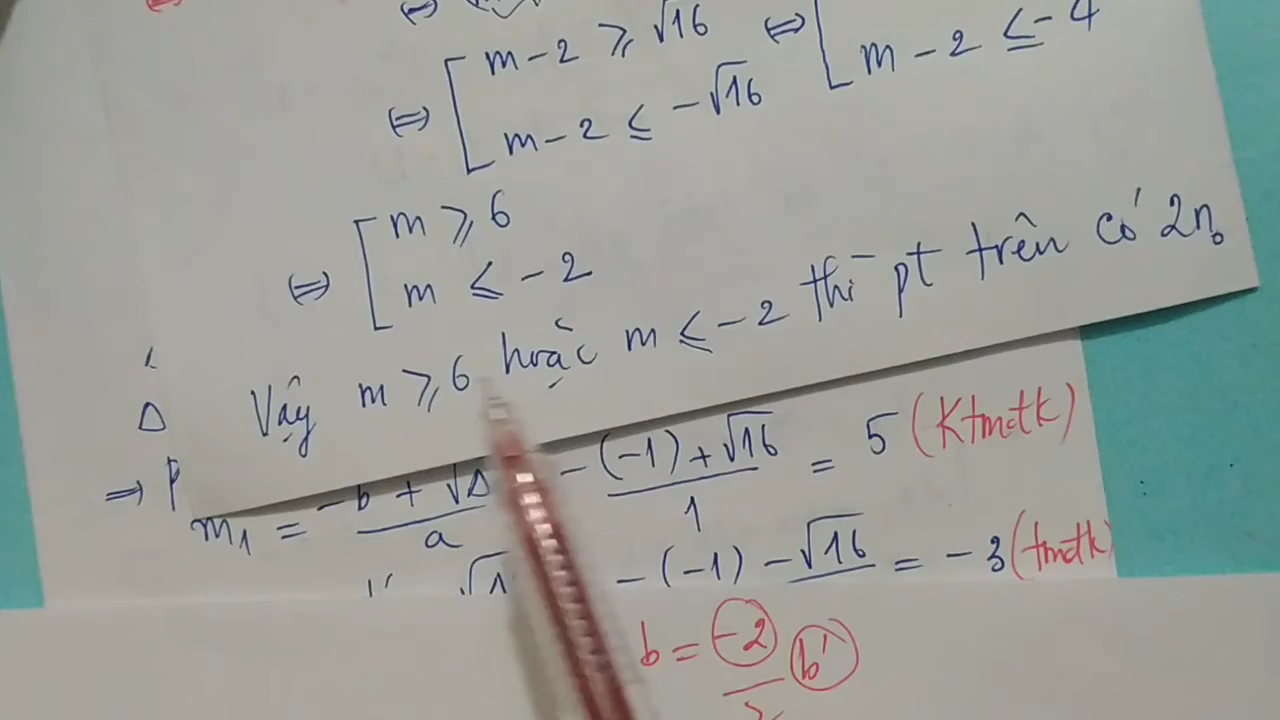 ⇔ [ m - 2 ≥ √16 ⇔ [
m - 2 ≤ -√16 m - 2 ≤ - 4
⇔ [ m ≥ 6
m ≤ - 2
Vậy m ≥ 6 hoặc m ≤ - 2 thì pt trên có 2n₀
Δ
⇒ P
m₁ = -b + √Δ / a - (-1) + √16 / 1 = 5 (Ktmđk)
- (-1) - √16 = - 3 (tmđk)
b = -2 b'